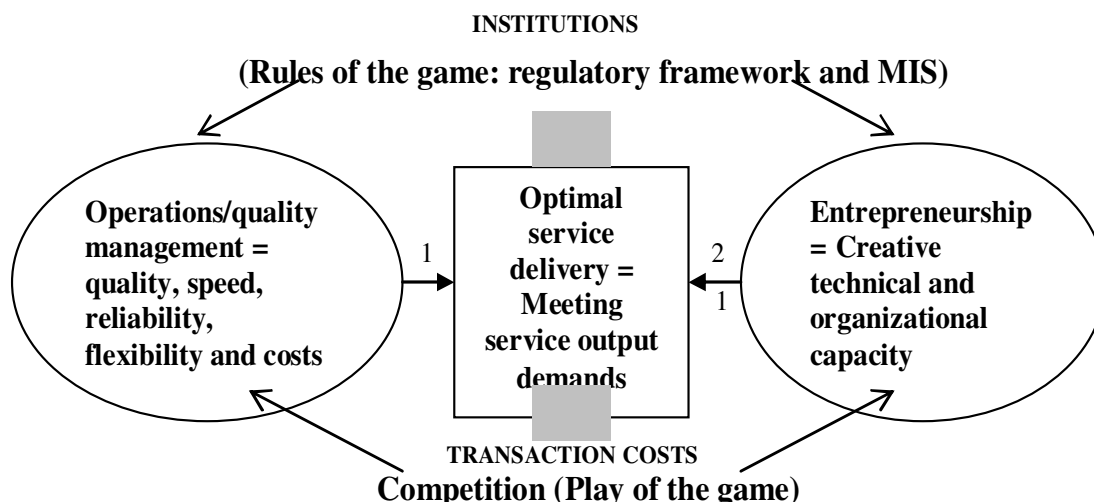 INSTITUTIONS
(Rules of the game: regulatory framework and MIS)
Operations/quality
management =
quality, speed,
reliability,
flexibility and costs
1
Optimal
service
delivery =
Meeting
service output
demands
2
1
Entrepreneurship
= Creative
technical and
organizational
capacity
TRANSACTION COSTS
Competition (Play of the game)